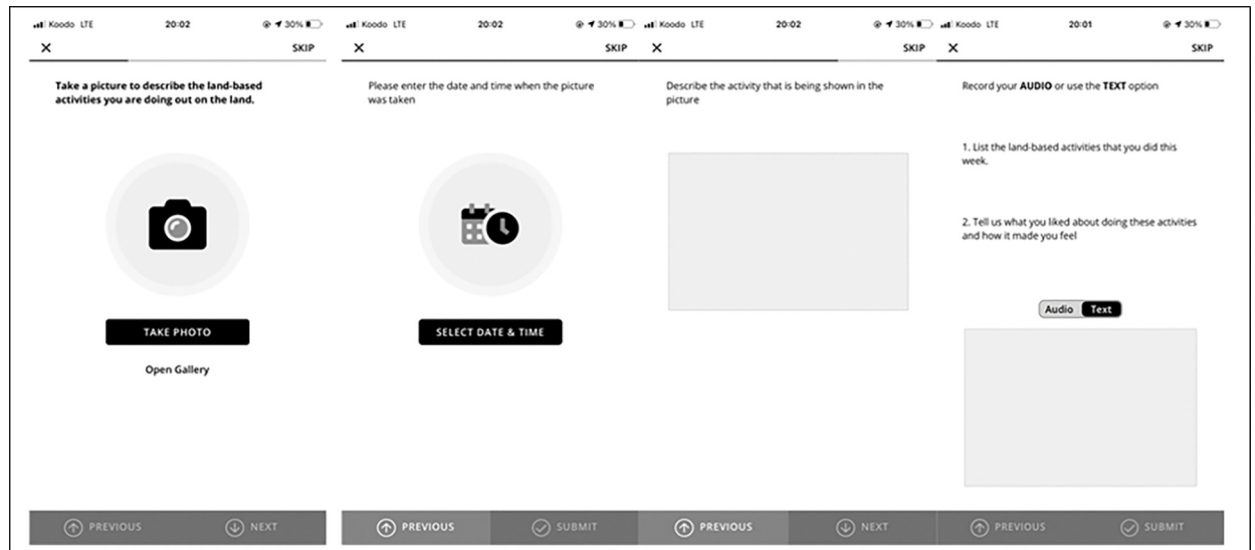 Koodo LTE 20:02 30%
SKIP
Take a picture to describe the land-based
activities you are doing out on the land.
TAKE PHOTO
Open Gallery
PREVIOUS NEXT
Koodo LTE 20:02 30%
SKIP
Please enter the date and time when the picture
was taken
SELECT DATE & TIME
PREVIOUS SUBMIT
Koodo LTE 20:02 30%
SKIP
Describe the activity that is being shown in the
picture
PREVIOUS NEXT
Koodo LTE 20:01 30%
SKIP
Record your AUDIO or use the TEXT option
1. List the land-based activities that you did this
week.
2. Tell us what you liked about doing these activities
and how it made you feel
Audio Text
PREVIOUS SUBMIT